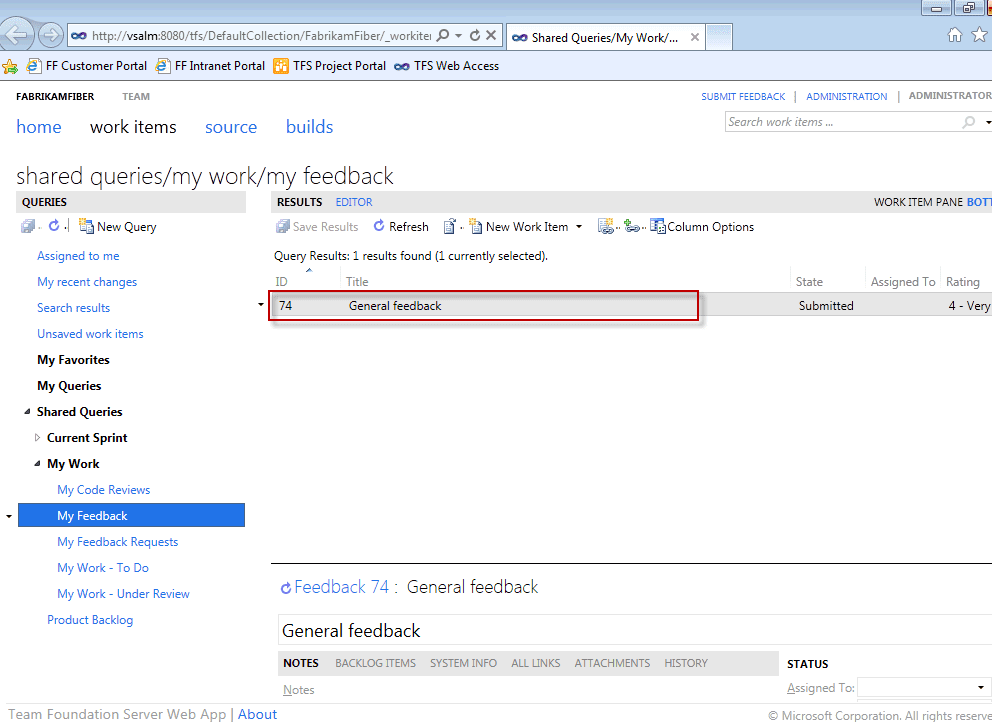 http://vsalm:8080/tfs/DefaultCollection/FabrikamFiber/_workiter
Shared Queries/My Work/...
FF Customer Portal FF Intranet Portal TFS Project Portal TFS Web Access
FABRIKAMFIBER TEAM SUBMIT FEEDBACK | ADMINISTRATION | ADMINISTRATOR
home work items source builds
Search work items ...
shared queries/my work/my feedback
QUERIES
New Query
Assigned to me
My recent changes
Search results
Unsaved work items
My Favorites
My Queries
Shared Queries
Current Sprint
My Work
My Code Reviews
My Feedback
My Feedback Requests
My Work - To Do
My Work - Under Review
Product Backlog
RESULTS EDITOR WORK ITEM PANE BOTT
Save Results Refresh New Work Item Column Options
Query Results: 1 results found (1 currently selected).
ID Title State Assigned To Rating
74 General feedback Submitted 4 - Very
Feedback 74 : General feedback
General feedback
NOTES BACKLOG ITEMS SYSTEM INFO ALL LINKS ATTACHMENTS HISTORY
Notes
STATUS
Assigned To:
Team Foundation Server Web App | About
© Microsoft Corporation. All rights reserve